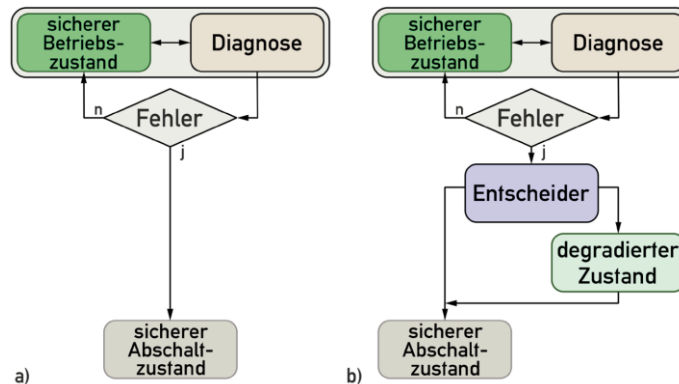 sicherer
Betriebs-
zustand
Diagnose
n
Fehler
j
sicherer
Abschalt-
zustand
a)
sicherer
Betriebs-
zustand
Diagnose
n
Fehler
j
Entscheider
degradierter
Zustand
sicherer
Abschalt-
zustand
b)